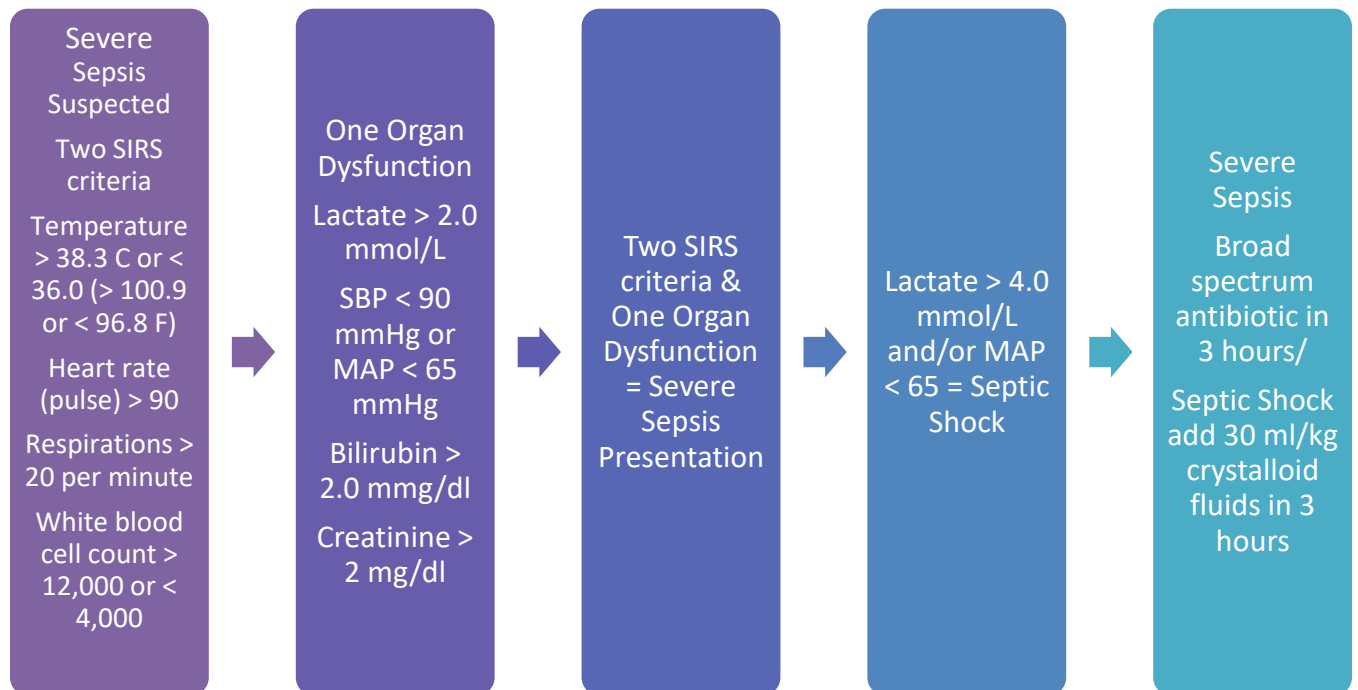 Severe
Sepsis
Suspected
Two SIRS
criteria
Temperature
> 38.3 C or <
36.0 (> 100.9
or < 96.8 F)
Heart rate
(pulse) > 90
Respirations >
20 per minute
White blood
cell count >
12,000 or <
4,000
One Organ
Dysfunction
Lactate > 2.0
mmol/L
SBP < 90
mmHg or
MAP < 65
mmHg
Bilirubin >
2.0 mmg/dl
Creatinine >
2 mg/dl
Two SIRS
criteria &
One Organ
Dysfunction
= Severe
Sepsis
Presentation
Lactate > 4.0
mmol/L
and/or MAP
< 65 = Septic
Shock
Severe
Sepsis
Broad
spectrum
antibiotic in
3 hours/
Septic Shock
add 30 ml/kg
crystalloid
fluids in 3
hours